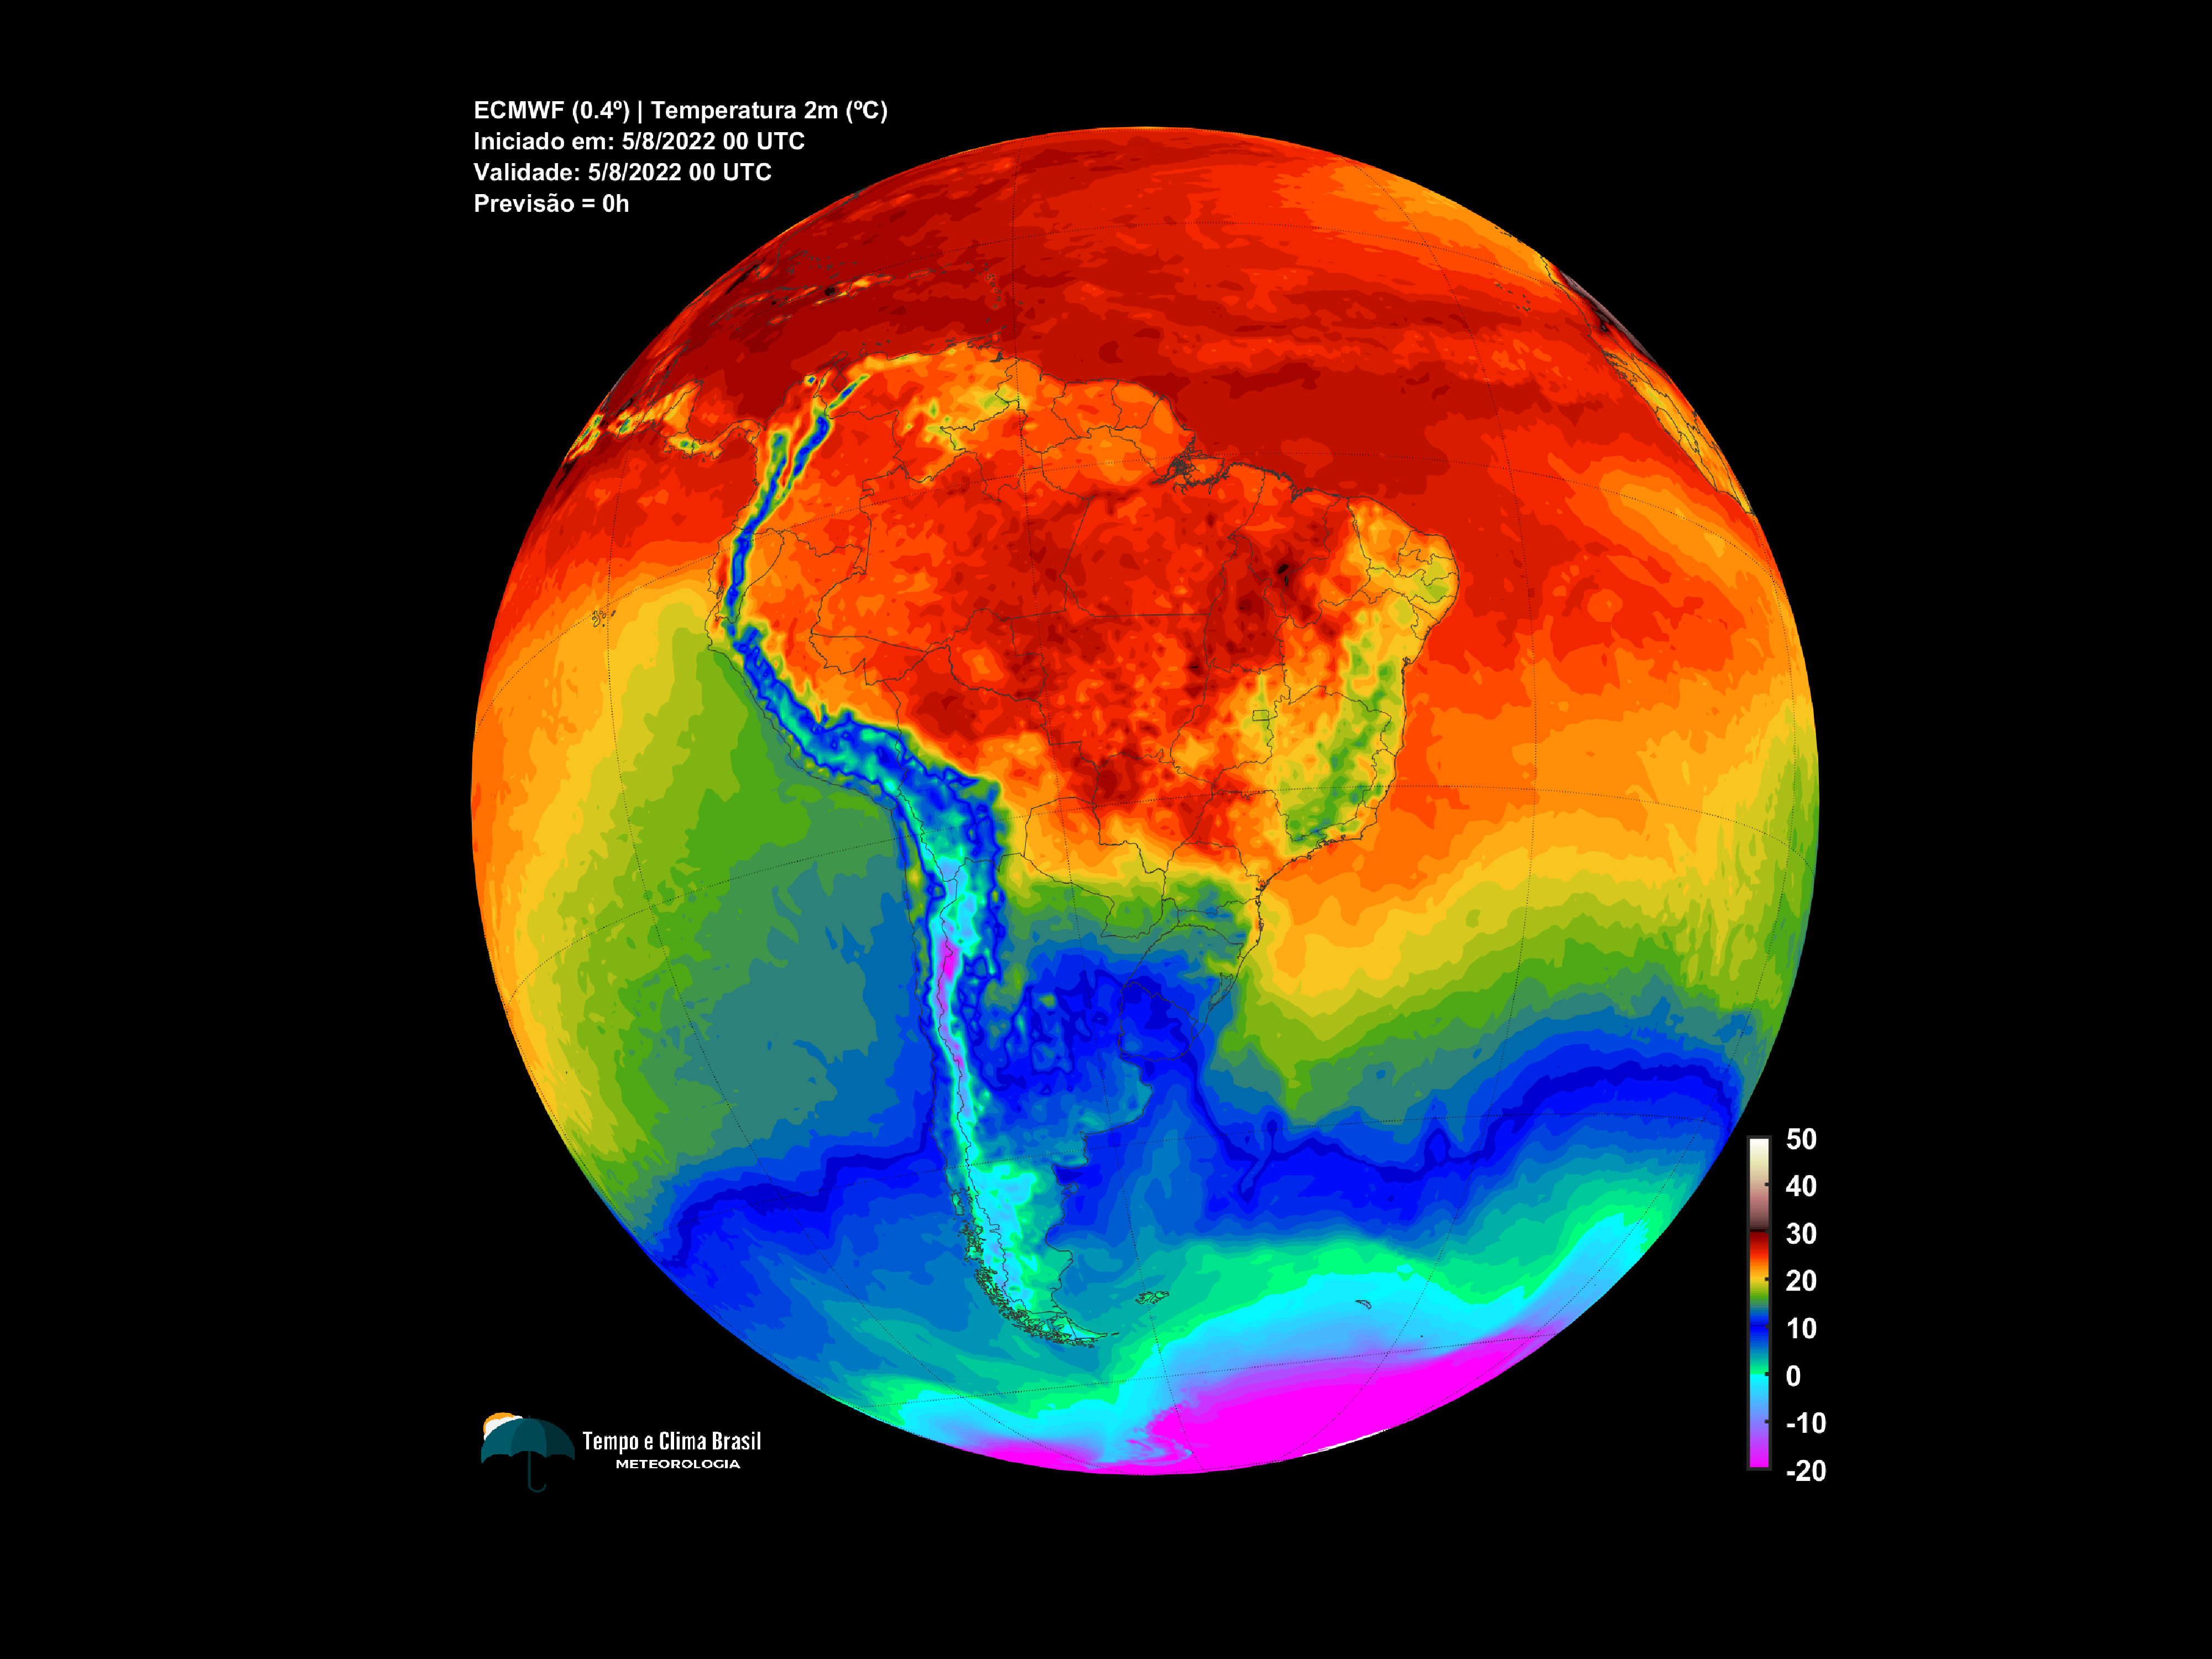 ECMWF (0.4º) | Temperatura 2m (ºC)
Iniciado em: 5/8/2022 00 UTC
Validade: 5/8/2022 00 UTC
Previsão = 0h
50
40
30
20
10
0
-10
-20
Tempo e Clima Brasil
METEOROLOGIA